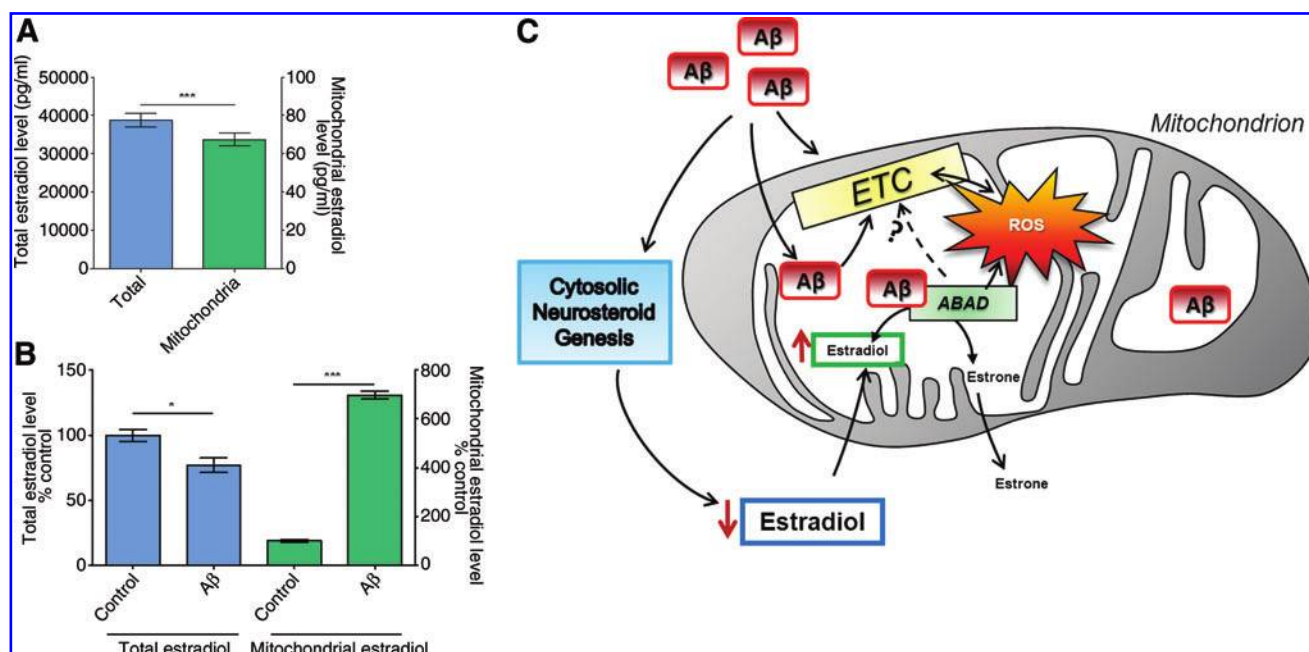 A
Total estradiol level (pg/ml)
50000
40000
30000
20000
10000
0
***
100
80
60
40
20
0
Mitochondrial estradiol
level (pg/ml)
Total
Mitochondria
B
Total estradiol level
% control
150
100
50
0
*
***
800
600
400
200
0
Mitochondrial estradiol level
% control
Control
Aβ
Control
Aβ
Total estradiol
Mitochondrial estradiol
C
Aβ
Aβ
Aβ
Mitochondrion
ETC
ROS
?
Aβ
Aβ
ABAD
Aβ
Cytosolic
Neurosteroid
Genesis
Estradiol
Estrone
Estrone
Estradiol